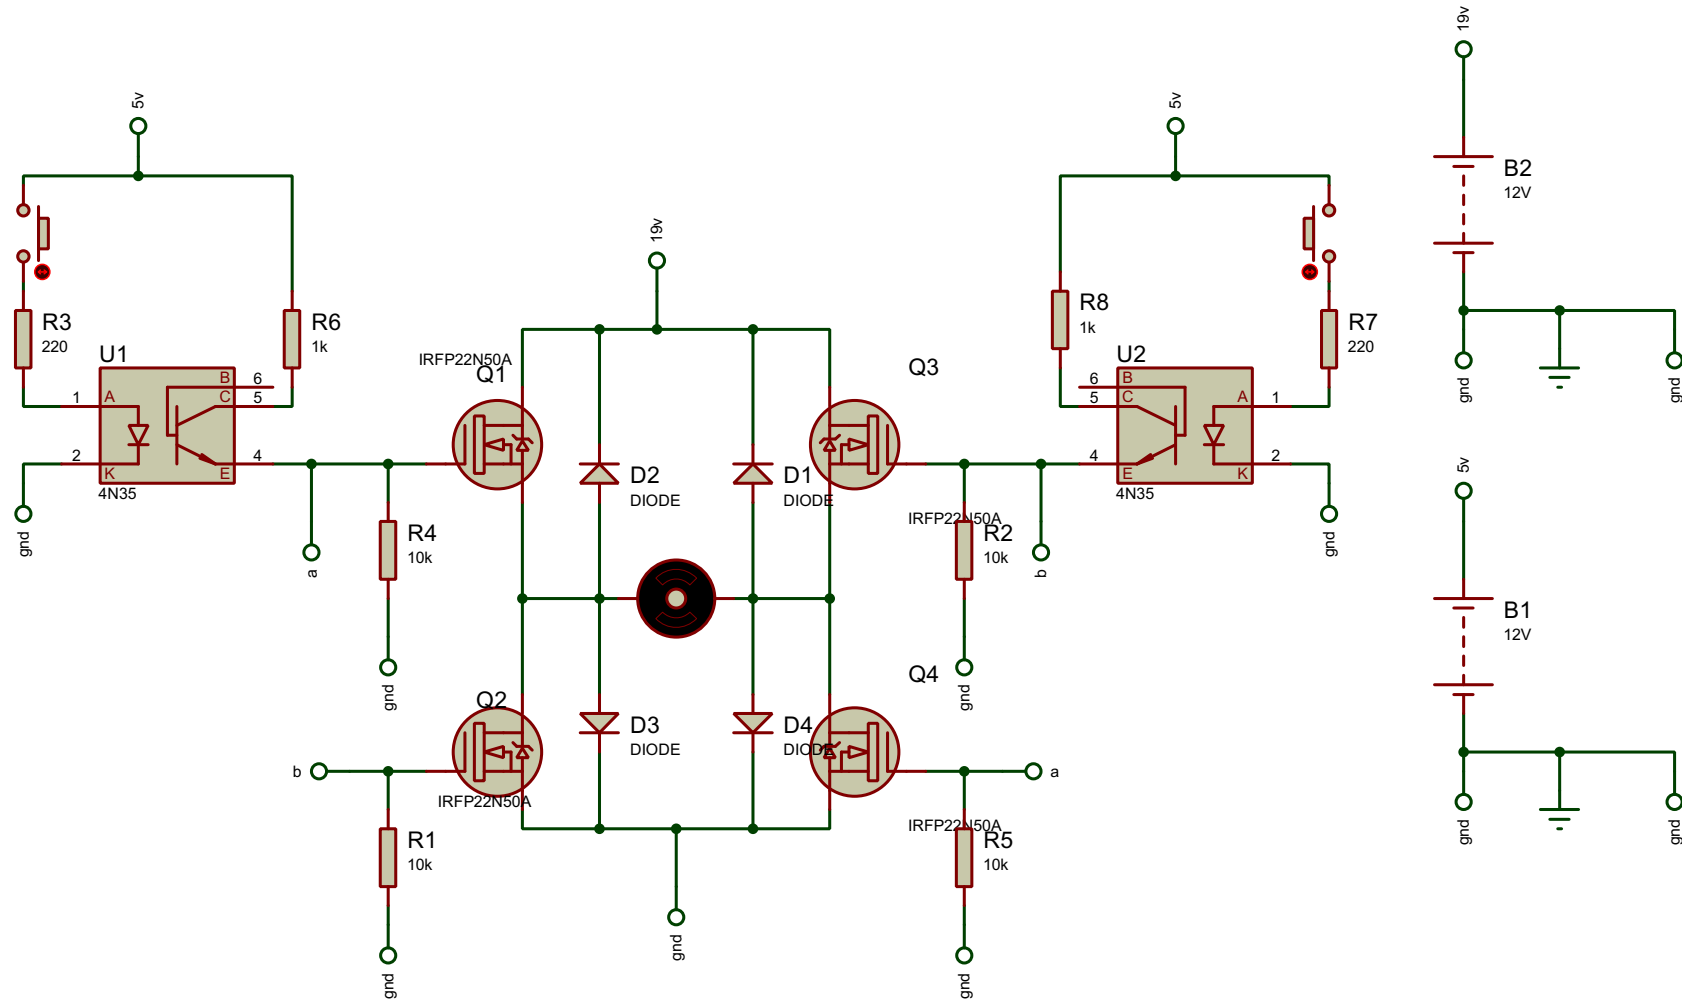 19v
5v
5v
B2
12V
19v
R3
220
R6
1k
R8
1k
R7
220
U1
IRFP22N50A
Q1
Q3
U2
A
B
C
1
6
5
B
C
A
6
5
1
2
K
E
4
4
E
K
2
4N35
D2
DIODE
D1
DIODE
4N35
5v
gnd
gnd
gnd
R4
10k
IRFP22N50A
R2
10k
gnd
gnd
a
b
B1
12V
gnd
Q2
Q4
gnd
D3
DIODE
D4
DIODE
b
a
IRFP22N50A
IRFP22N50A
R1
10k
R5
10k
gnd
gnd
gnd
gnd
gnd